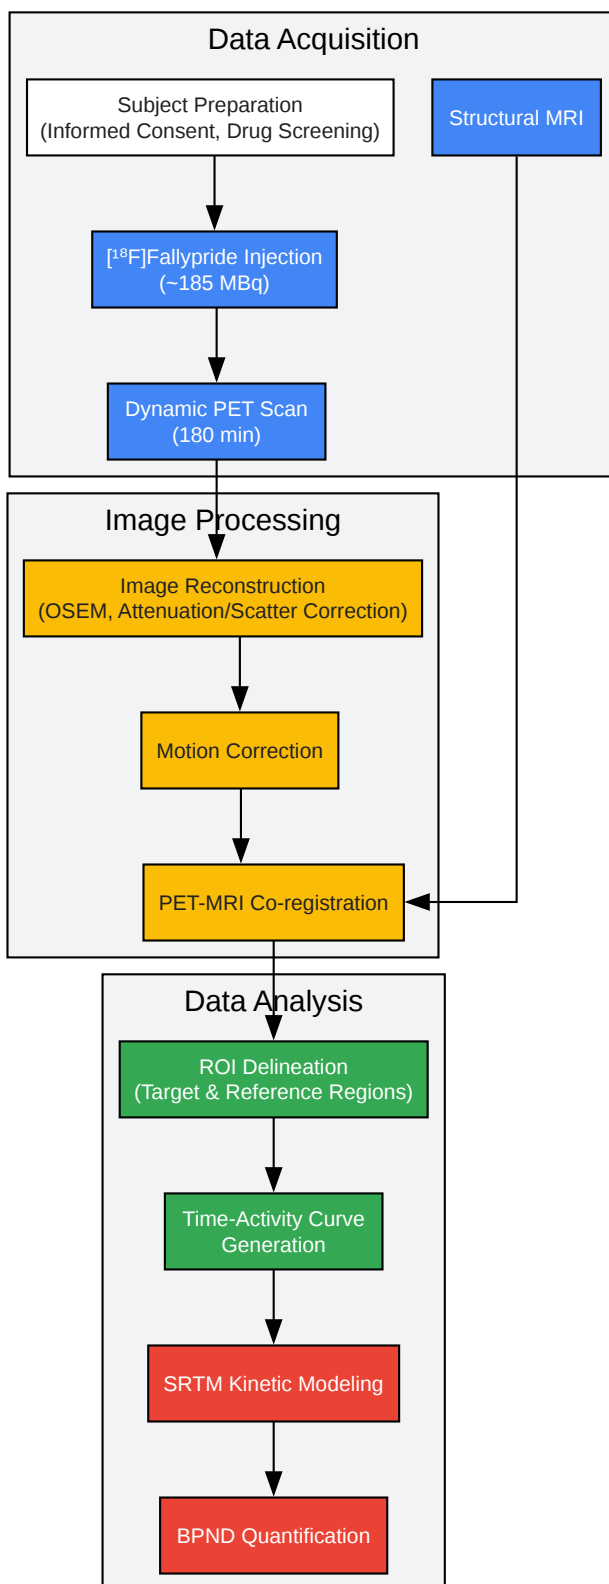 Data Acquisition
Subject Preparation
(Informed Consent, Drug Screening)
Structural MRI
[¹⁸F]Fallypride Injection
(~185 MBq)
Dynamic PET Scan
(180 min)
Image Processing
Image Reconstruction
(OSEM, Attenuation/Scatter Correction)
Motion Correction
PET-MRI Co-registration
Data Analysis
ROI Delineation
(Target & Reference Regions)
Time-Activity Curve
Generation
SRTM Kinetic Modeling
BPND Quantification